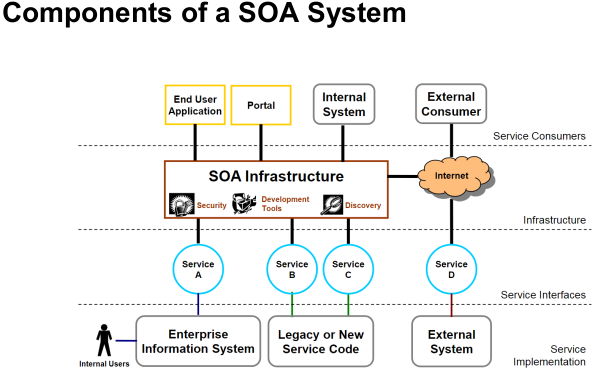 Components of a SOA System
End User
Application
Portal
Internal
System
External
Consumer
Service Consumers
SOA Infrastructure
Internet
Security
Development
Tools
Discovery
Infrastructure
Service
A
Service
B
Service
C
Service
D
Service Interfaces
Enterprise
Information System
Legacy or New
Service Code
External
System
Service
Implementation
Internal Users